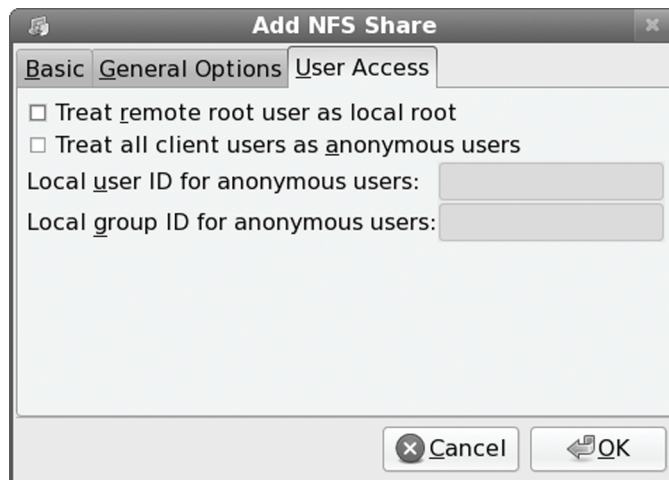 Add NFS Share
Basic General Options User Access
Treat remote root user as local root
Treat all client users as anonymous users
Local user ID for anonymous users:
Local group ID for anonymous users:
Cancel OK